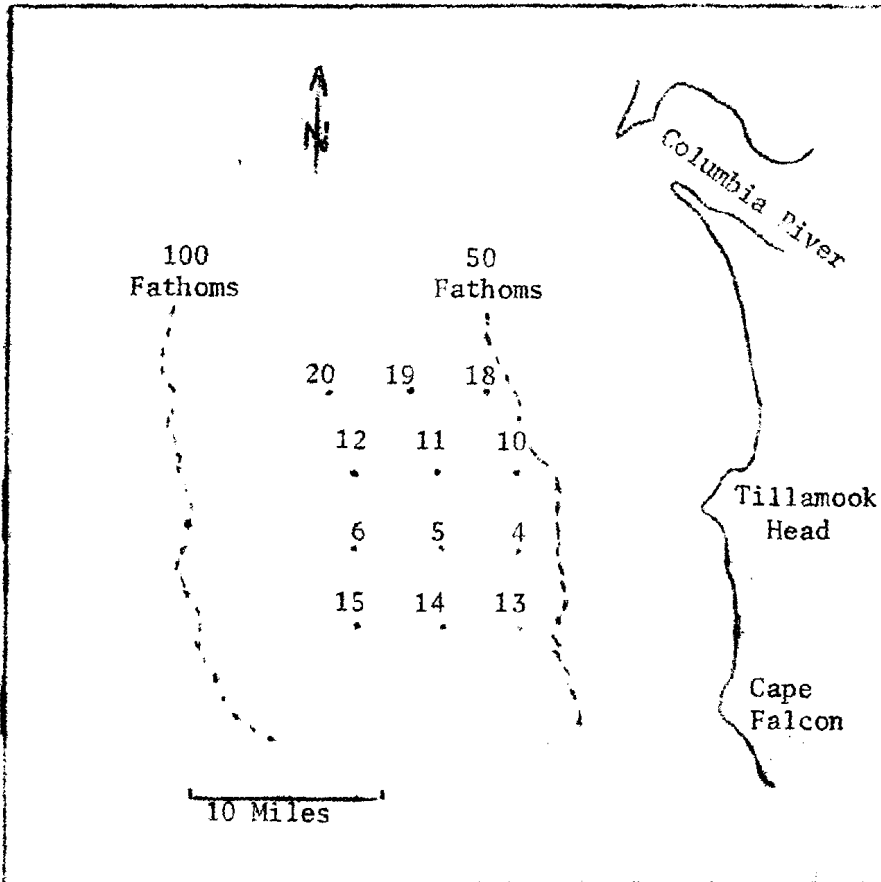 N
Columbia River
100
Fathoms
50
Fathoms
20 19 18
12 11 10
6 5 4
15 14 13
Tillamook
Head
Cape
Falcon
10 Miles